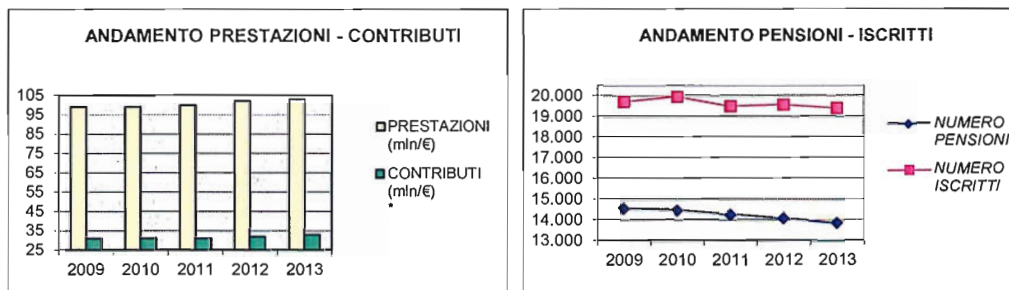 ANDAMENTO PRESTAZIONI - CONTRIBUTI
105
95
85
75
65
55
45
35
25
2009 2010 2011 2012 2013
PRESTAZIONI
(mln/€)
CONTRIBUTI
(mln/€)
*
ANDAMENTO PENSIONI - ISCRITTI
20.000
19.000
18.000
17.000
16.000
15.000
14.000
13.000
2009 2010 2011 2012 2013
NUMERO
PENSIONI
NUMERO
ISCRITTI